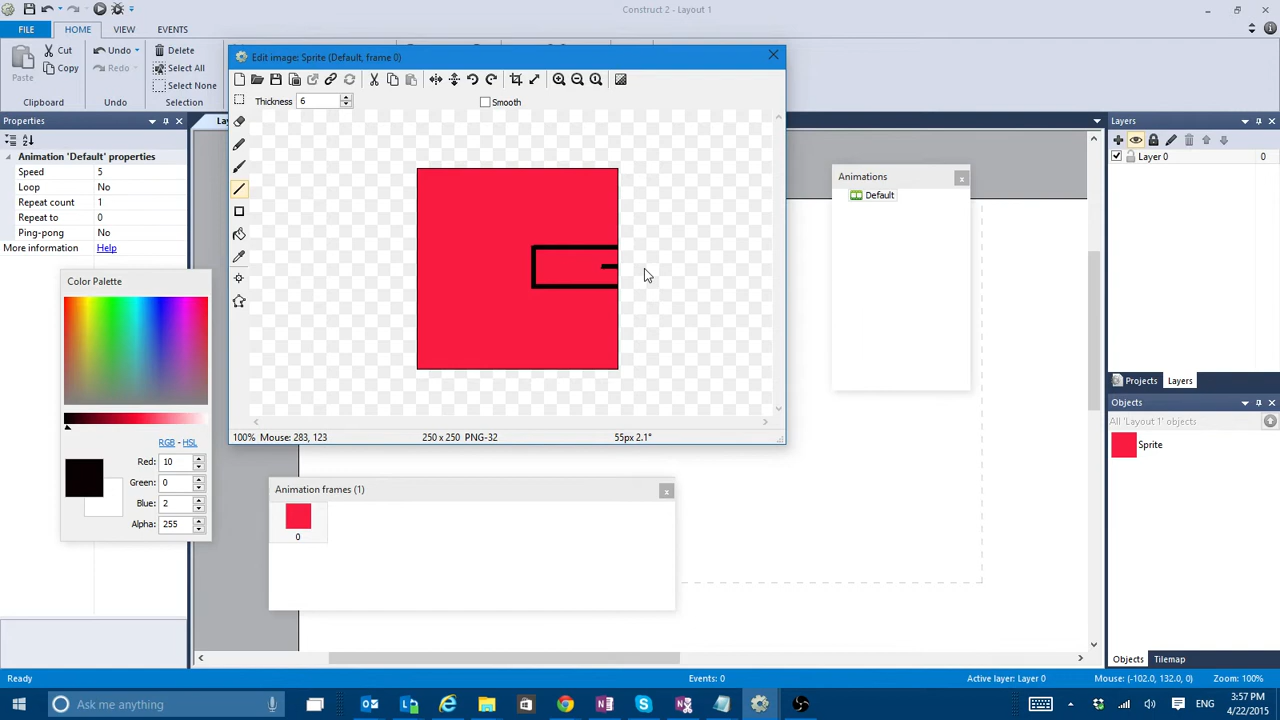 Construct 2 - Layout 1
FILE HOME VIEW EVENTS
Paste Cut Copy
Clipboard
Undo
Redo
Undo
Delete
Select All
Select None
Selection
Properties
Animation 'Default' properties
Speed 5
Loop No
Repeat count 1
Repeat to 0
Ping-pong No
More information Help
Color Palette
RGB - HSL
Red: 10
Green: 0
Blue: 2
Alpha: 255
Edit image: Sprite (Default, frame 0)
Thickness 6 Smooth
100% Mouse: 283, 123 250 x 250 PNG-32 55px 2.1°
Animation frames (1) x
0
Animations x
Default
Layers
Layer 0 0
Projects Layers
Objects
All 'Layout 1' objects
Sprite
Objects Tilemap
Ready Events: 0 Active layer: Layer 0 Mouse: (-102.0, 132.0, 0) Zoom: 100%
Ask me anything
ENG
3:57 PM
4/22/2015